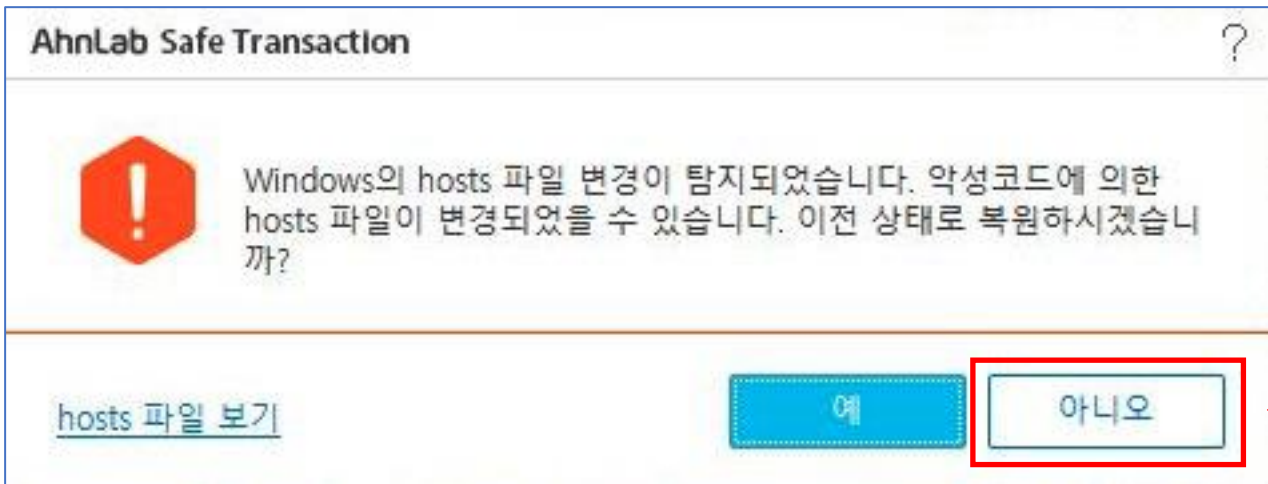 AhnLab Safe Transaction
?
Windows의 hosts 파일 변경이 탐지되었습니다. 악성코드에 의한
hosts 파일이 변경되었을 수 있습니다. 이전 상태로 복원하시겠습니
까?
hosts 파일 보기
예
아니오